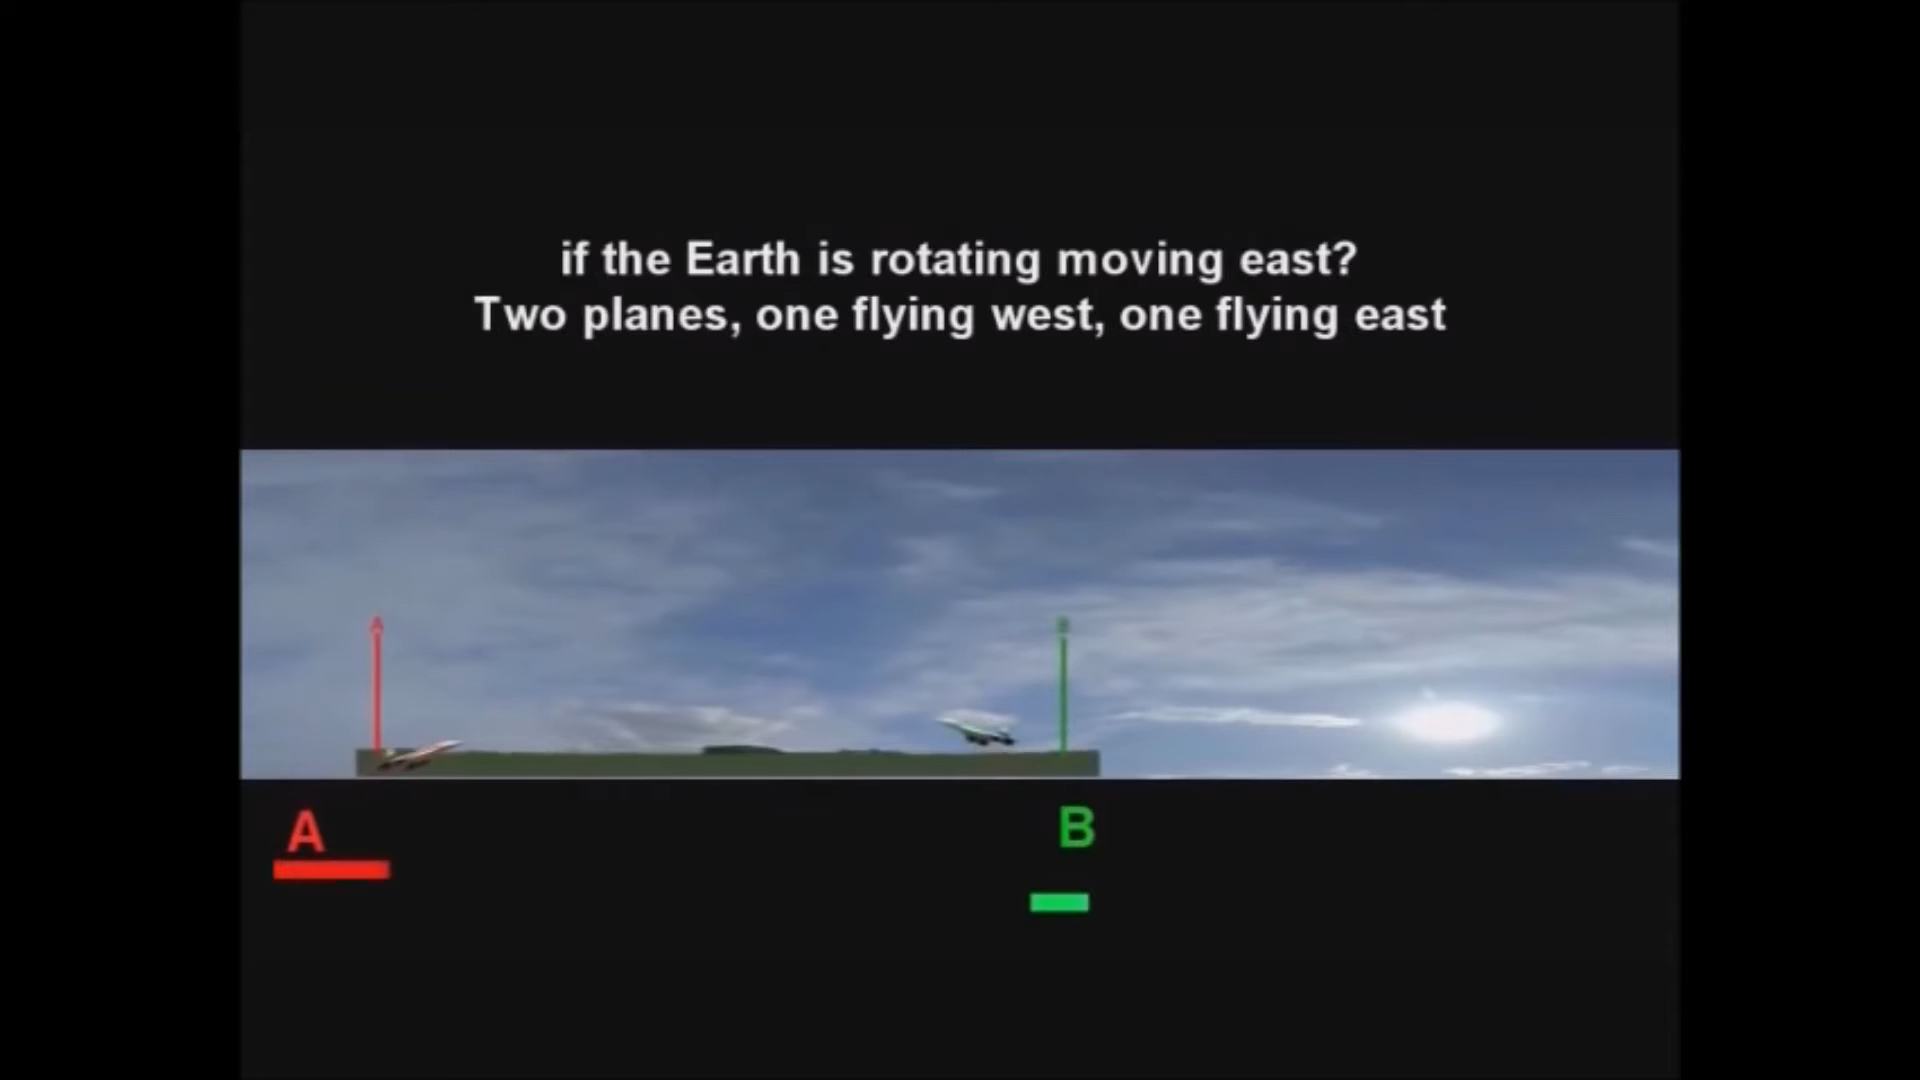 if the Earth is rotating moving east?
Two planes, one flying west, one flying east
A
A B